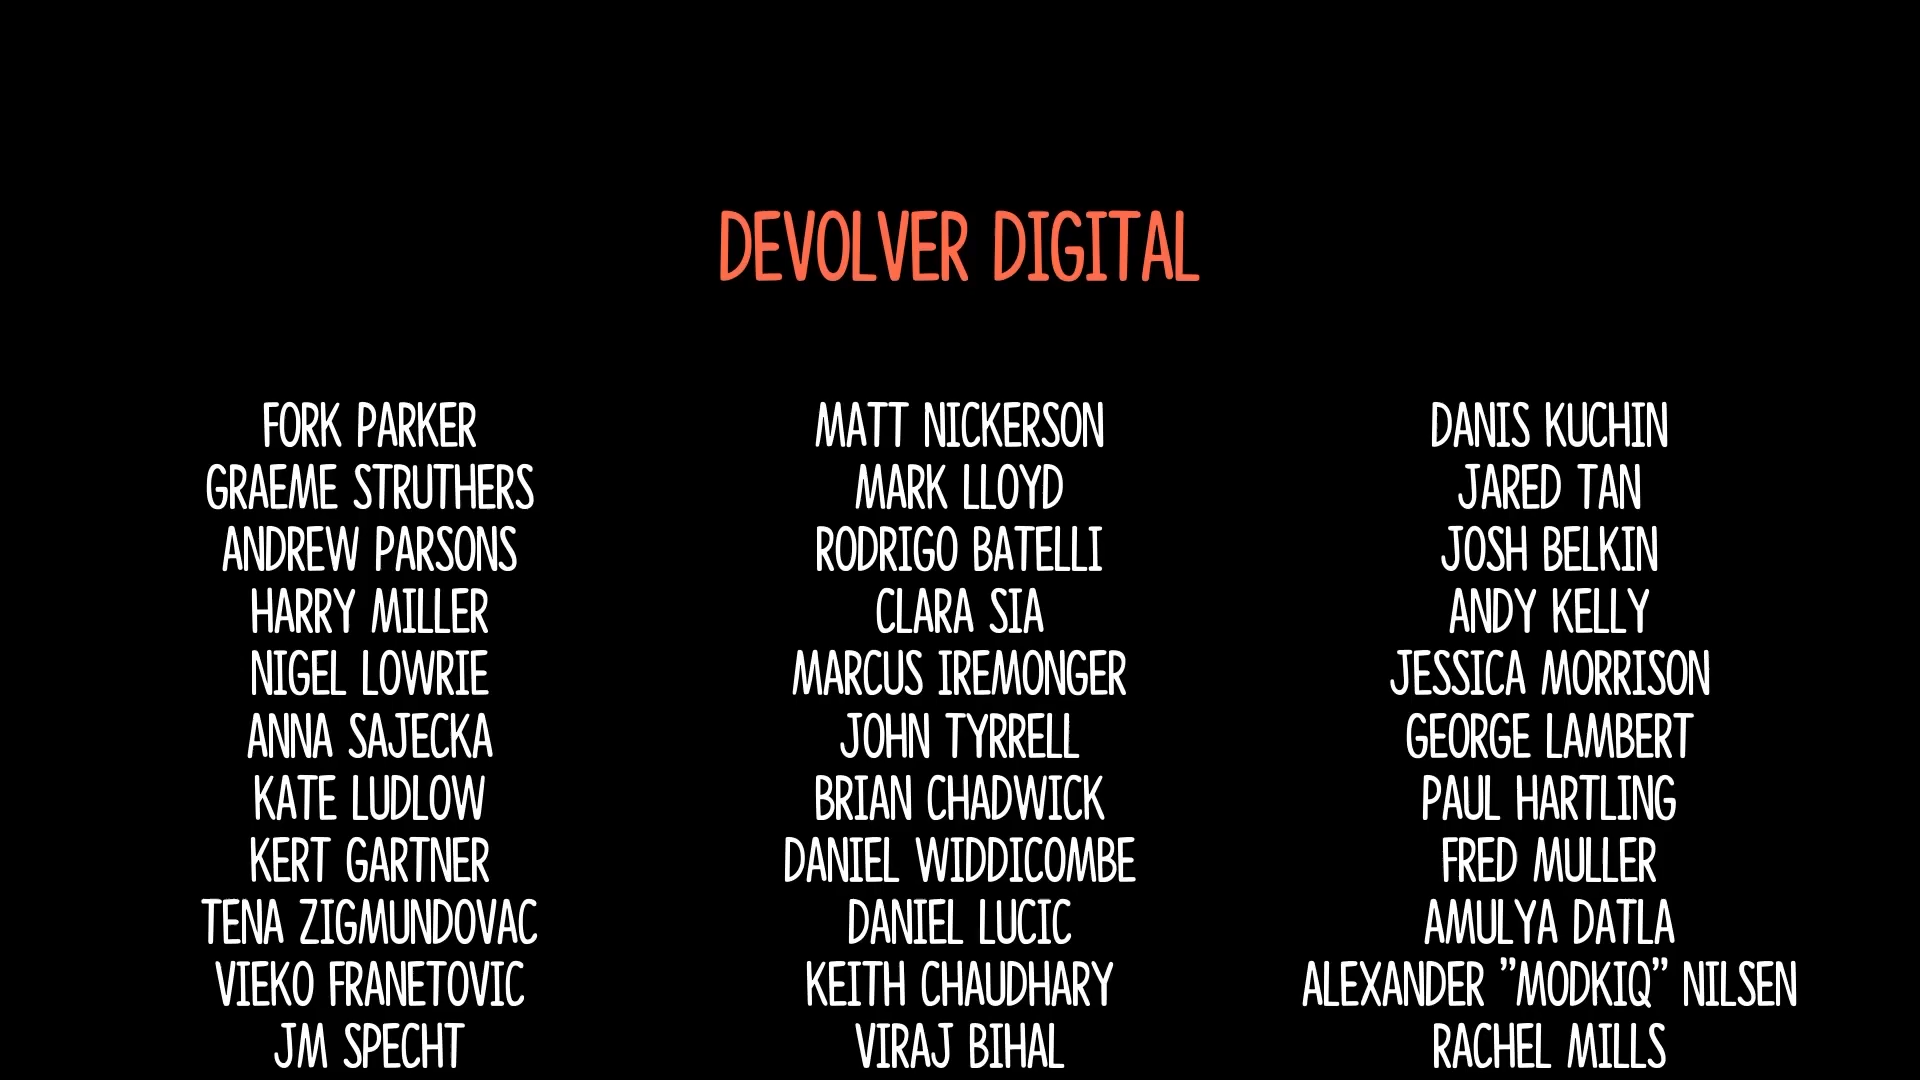 DEVOLVER DIGITAL
FORK PARKER
GRAEME STRUTHERS
ANDREW PARSONS
HARRY MILLER
NIGEL LOWRIE
ANNA SAJECKA
KATE LUDLOW
KERT GARTNER
TENA ZIGMUNDOVAC
VIEKO FRANETOVIC
JM SPECHT
MATT NICKERSON
MARK LLOYD
RODRIGO BATELLI
CLARA SIA
MARCUS IREMONGER
JOHN TYRRELL
BRIAN CHADWICK
DANIEL WIDDICOMBE
DANIEL LUCIC
KEITH CHAUDHARY
VIRAJ BIHAL
DANIS KUCHIN
JARED TAN
JOSH BELKIN
ANDY KELLY
JESSICA MORRISON
GEORGE LAMBERT
PAUL HARTLING
FRED MULLER
AMULYA DATLA
ALEXANDER "MODKIQ" NILSEN
RACHEL MILLS